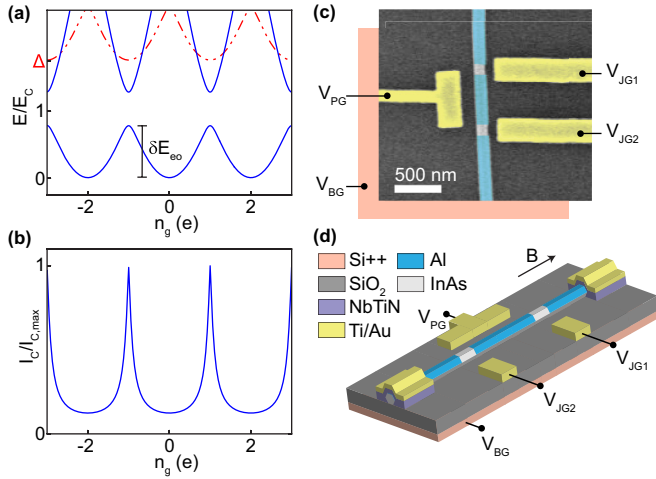 (a)
E/E_C
Δ
1
0
δE_eo
-2
0
2
n_g (e)
(b)
I_C/I_C,max
1
0
-2
0
2
n_g (e)
(c)
V_PG
V_JG1
V_JG2
V_BG
500 nm
(d)
Si++
Al
SiO₂
InAs
NbTiN
Ti/Au
B
V_PG
V_JG1
V_JG2
V_BG